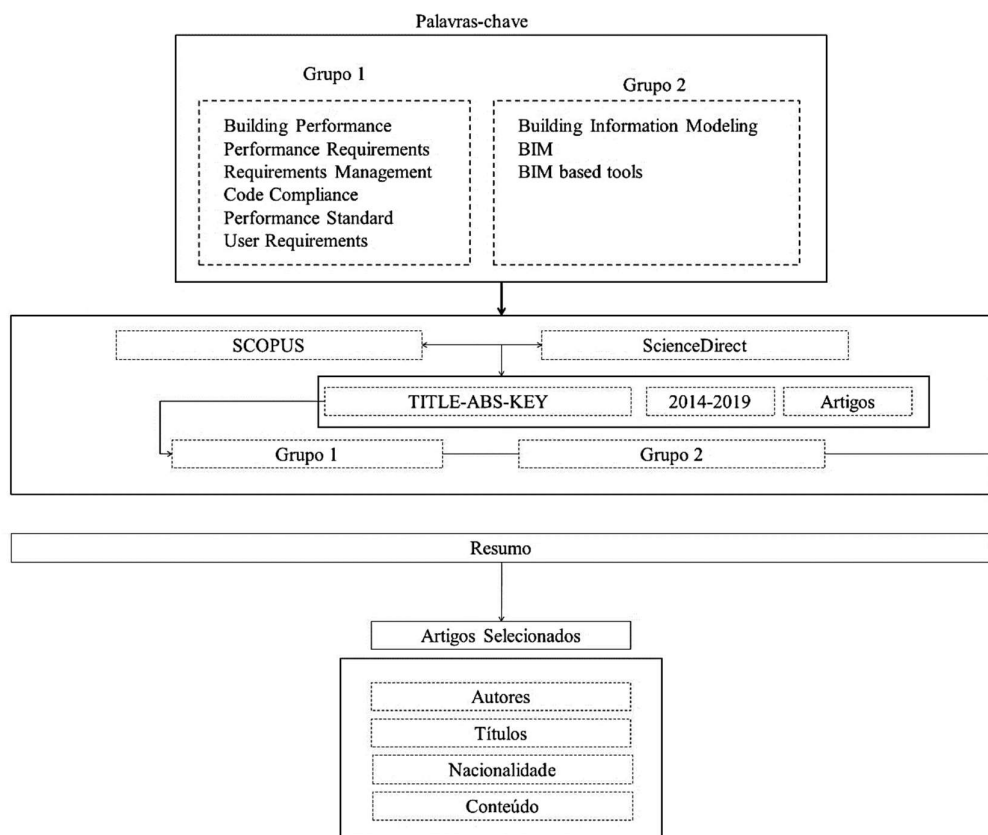 Palavras-chave
Grupo 1
Building Performance
Performance Requirements
Requirements Management
Code Compliance
Performance Standard
User Requirements
Grupo 2
Building Information Modeling
BIM
BIM based tools
SCOPUS
ScienceDirect
TITLE-ABS-KEY
2014-2019
Artigos
Grupo 1
Grupo 2
Resumo
Artigos Selecionados
Autores
Títulos
Nacionalidade
Conteúdo